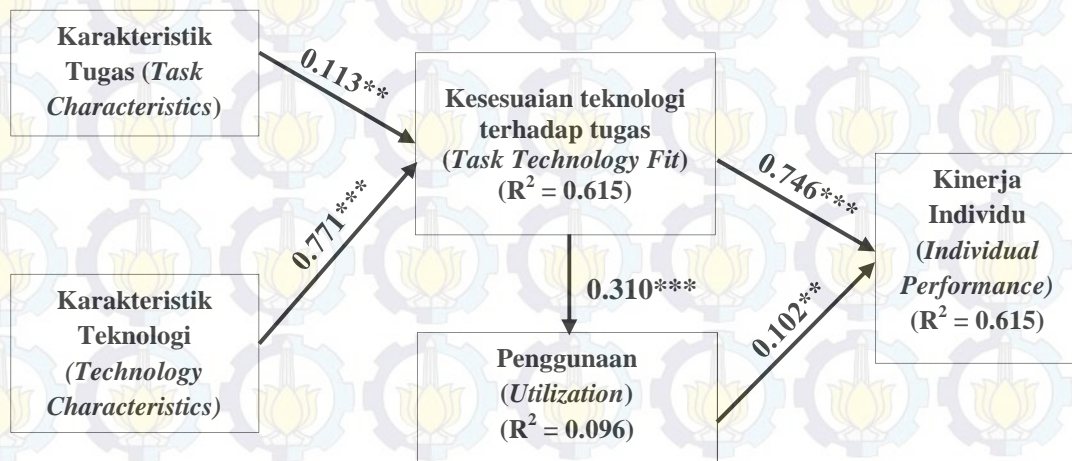 Karakteristik
Tugas (Task
Characteristics)
0.113**
Kesesuaian teknologi
terhadap tugas
(Task Technology Fit)
(R² = 0.615)
0.771***
Karakteristik
Teknologi
(Technology
Characteristics)
0.310***
Penggunaan
(Utilization)
(R² = 0.096)
0.746***
0.102**
Kinerja
Individu
(Individual
Performance)
(R² = 0.615)